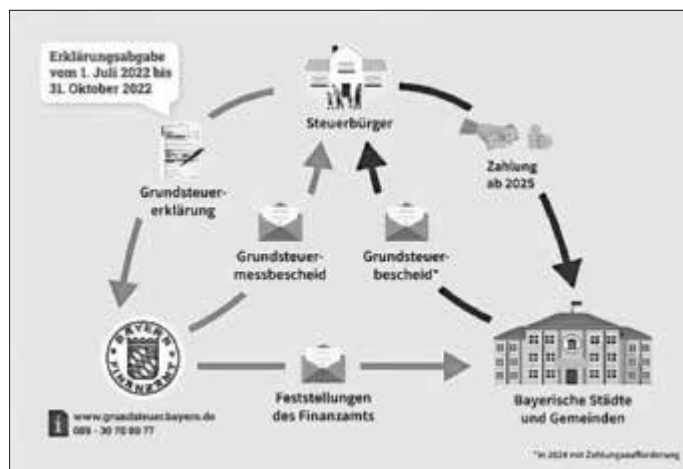 Erklärungsabgabe
vom 1. Juli 2022 bis
31. Oktober 2022
Steuerbürger
Grundsteuer-
erklärung
Zahlung
ab 2025
Grundsteuer-
messbescheid
Grundsteuer-
bescheid*
BAYERN
FINANZAMT
Feststellungen
des Finanzamts
Bayerische Städte
und Gemeinden
i www.grundsteuer.bayern.de
089 - 30 70 00 77
*in 2024 mit Zahlungsaufforderung